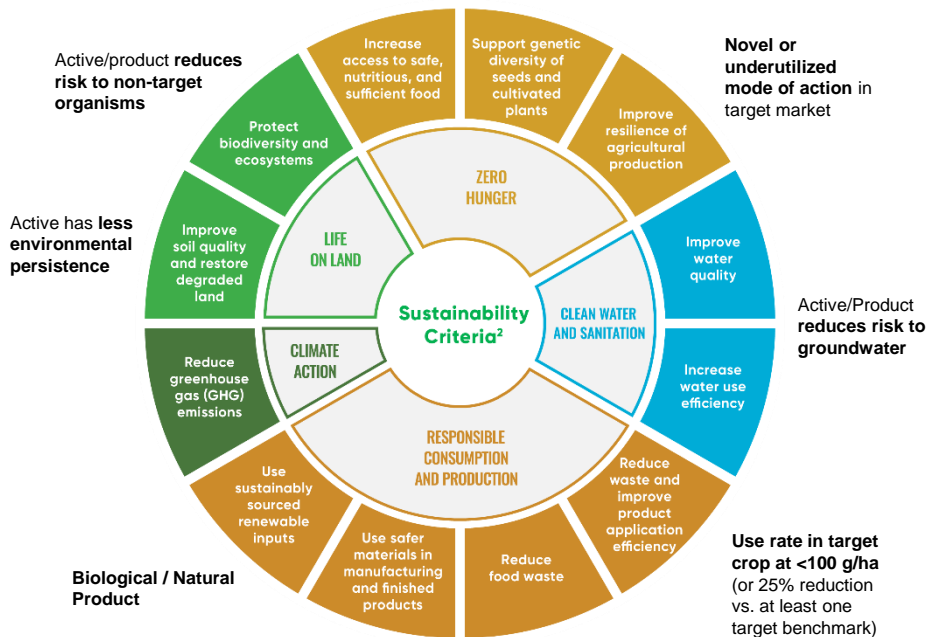 Active/product reduces
risk to non-target
organisms
Increase
access to safe,
nutritious, and
sufficient food
Support genetic
diversity of
seeds and
cultivated
plants
Novel or
underutilized
mode of action in
target market
Protect
biodiversity and
ecosystems
Improve
resilience of
agricultural
production
ZERO
HUNGER
Active has less
environmental
persistence
Improve
soil quality
and restore
degraded
land
LIFE
ON LAND
Improve
water
quality
Sustainability
Criteria²
CLEAN WATER
AND SANITATION
Active/Product
reduces risk to
groundwater
Reduce
greenhouse
gas (GHG)
emissions
CLIMATE
ACTION
Increase
water use
efficiency
RESPONSIBLE
CONSUMPTION
AND PRODUCTION
Use
sustainably
sourced
renewable
inputs
Reduce
waste and
improve
product
application
efficiency
Use safer
materials in
manufacturing
and finished
products
Reduce
food waste
Biological / Natural
Product
Use rate in target
crop at <100 g/ha
(or 25% reduction
vs. at least one
target benchmark)